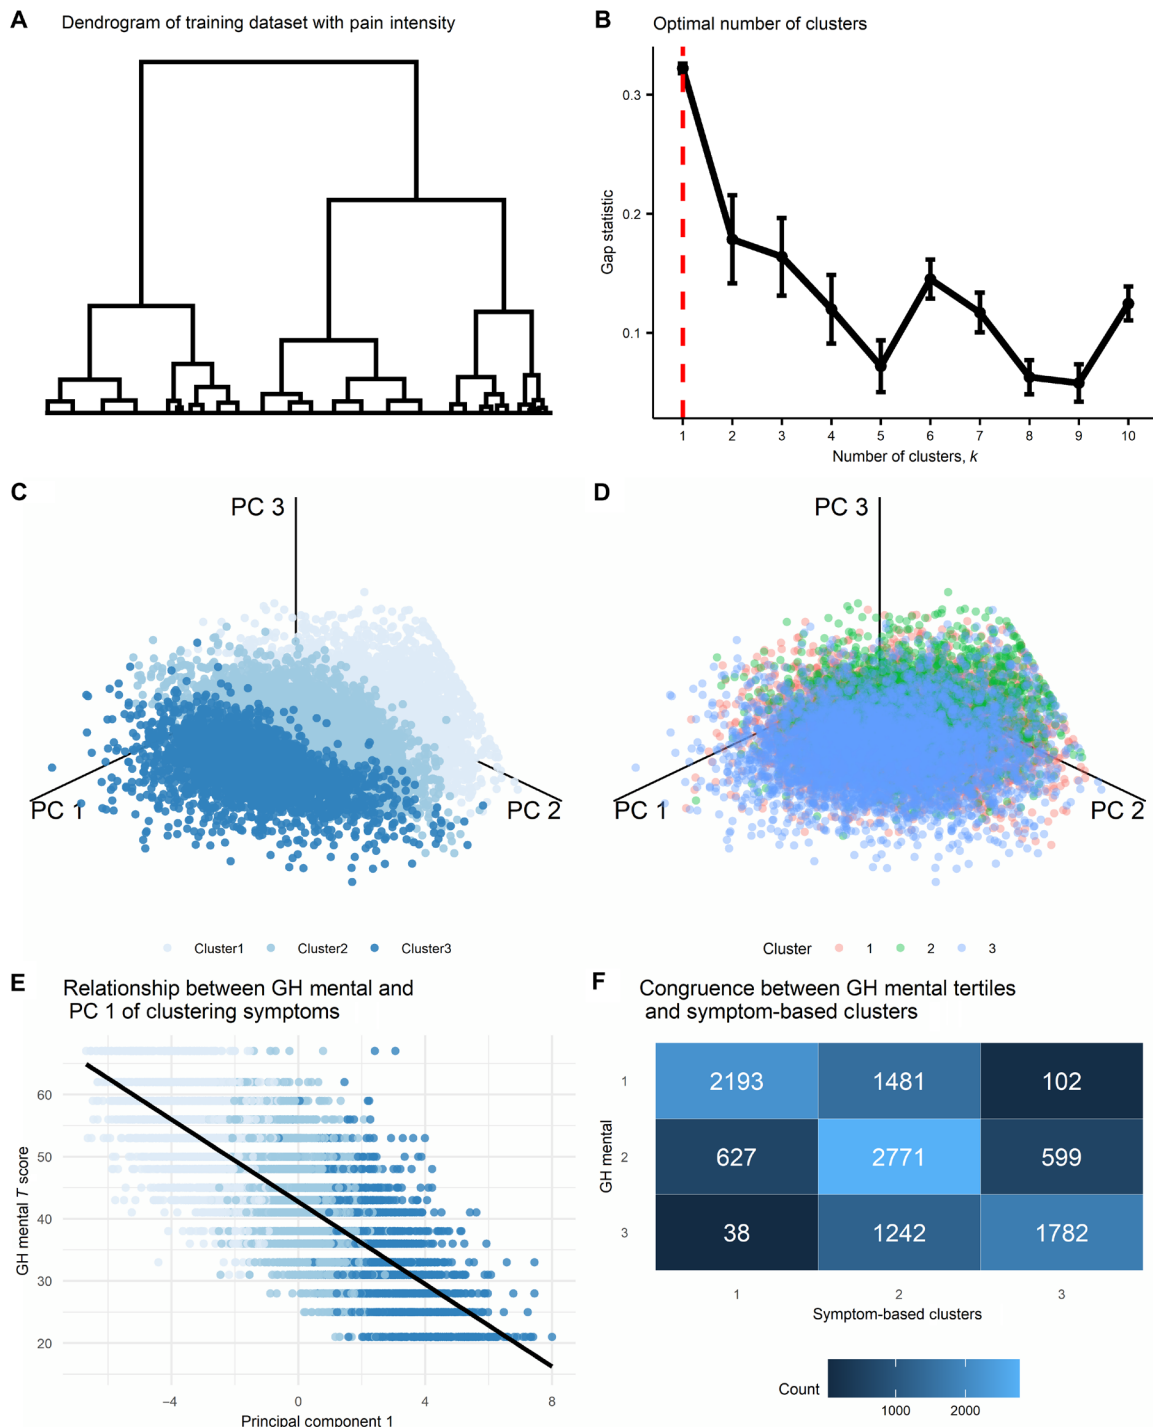 A
Dendrogram of training dataset with pain intensity
B
Optimal number of clusters
0.3
0.2
0.1
Gap statistic
1 2 3 4 5 6 7 8 9 10
Number of clusters, k
C
PC 3
PC 1
PC 2
Cluster1 Cluster2 Cluster3
D
PC 3
PC 1
PC 2
Cluster 1 2 3
E
Relationship between GH mental and
PC 1 of clustering symptoms
60
50
40
30
20
GH mental T score
−4 0 4 8
Principal component 1
F
Congruence between GH mental tertiles
and symptom-based clusters
1 2193 1481 102
2 627 2771 599
3 38 1242 1782
GH mental
1 2 3
Symptom-based clusters
Count
1000 2000